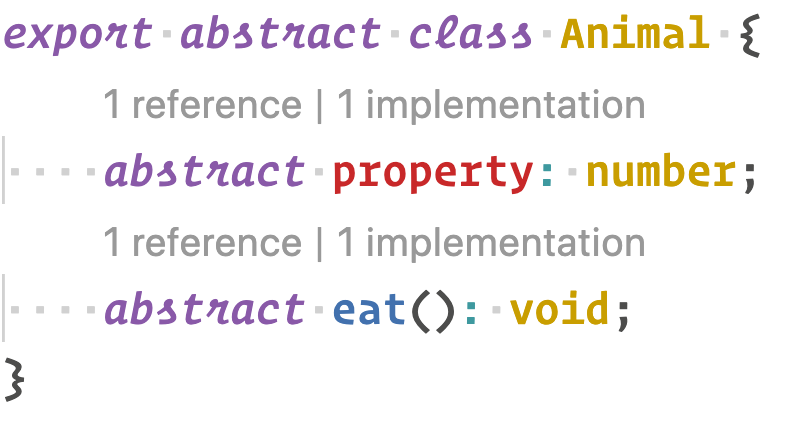 export abstract class Animal {
1 reference | 1 implementation
abstract property: number;
1 reference | 1 implementation
abstract eat(): void;
}